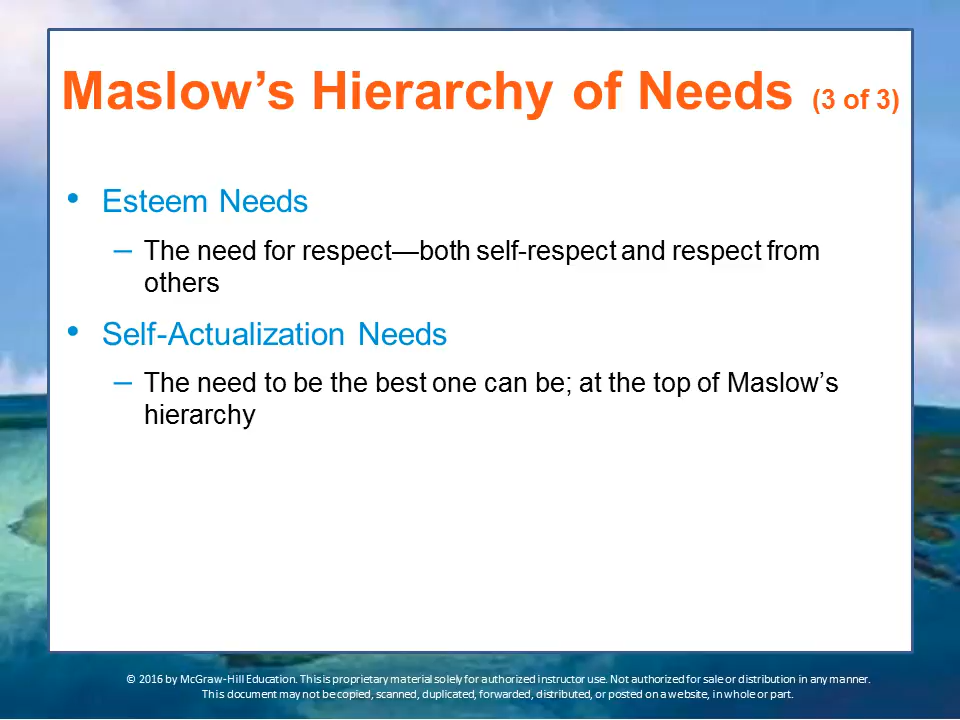 Maslow’s Hierarchy of Needs (3 of 3)
• Esteem Needs
– The need for respect—both self-respect and respect from
others
• Self-Actualization Needs
– The need to be the best one can be; at the top of Maslow’s
hierarchy
© 2016 by McGraw-Hill Education. This is proprietary material solely for authorized instructor use. Not authorized for sale or distribution in any manner.
This document may not be copied, scanned, duplicated, forwarded, distributed, or posted on a website, in whole or part.